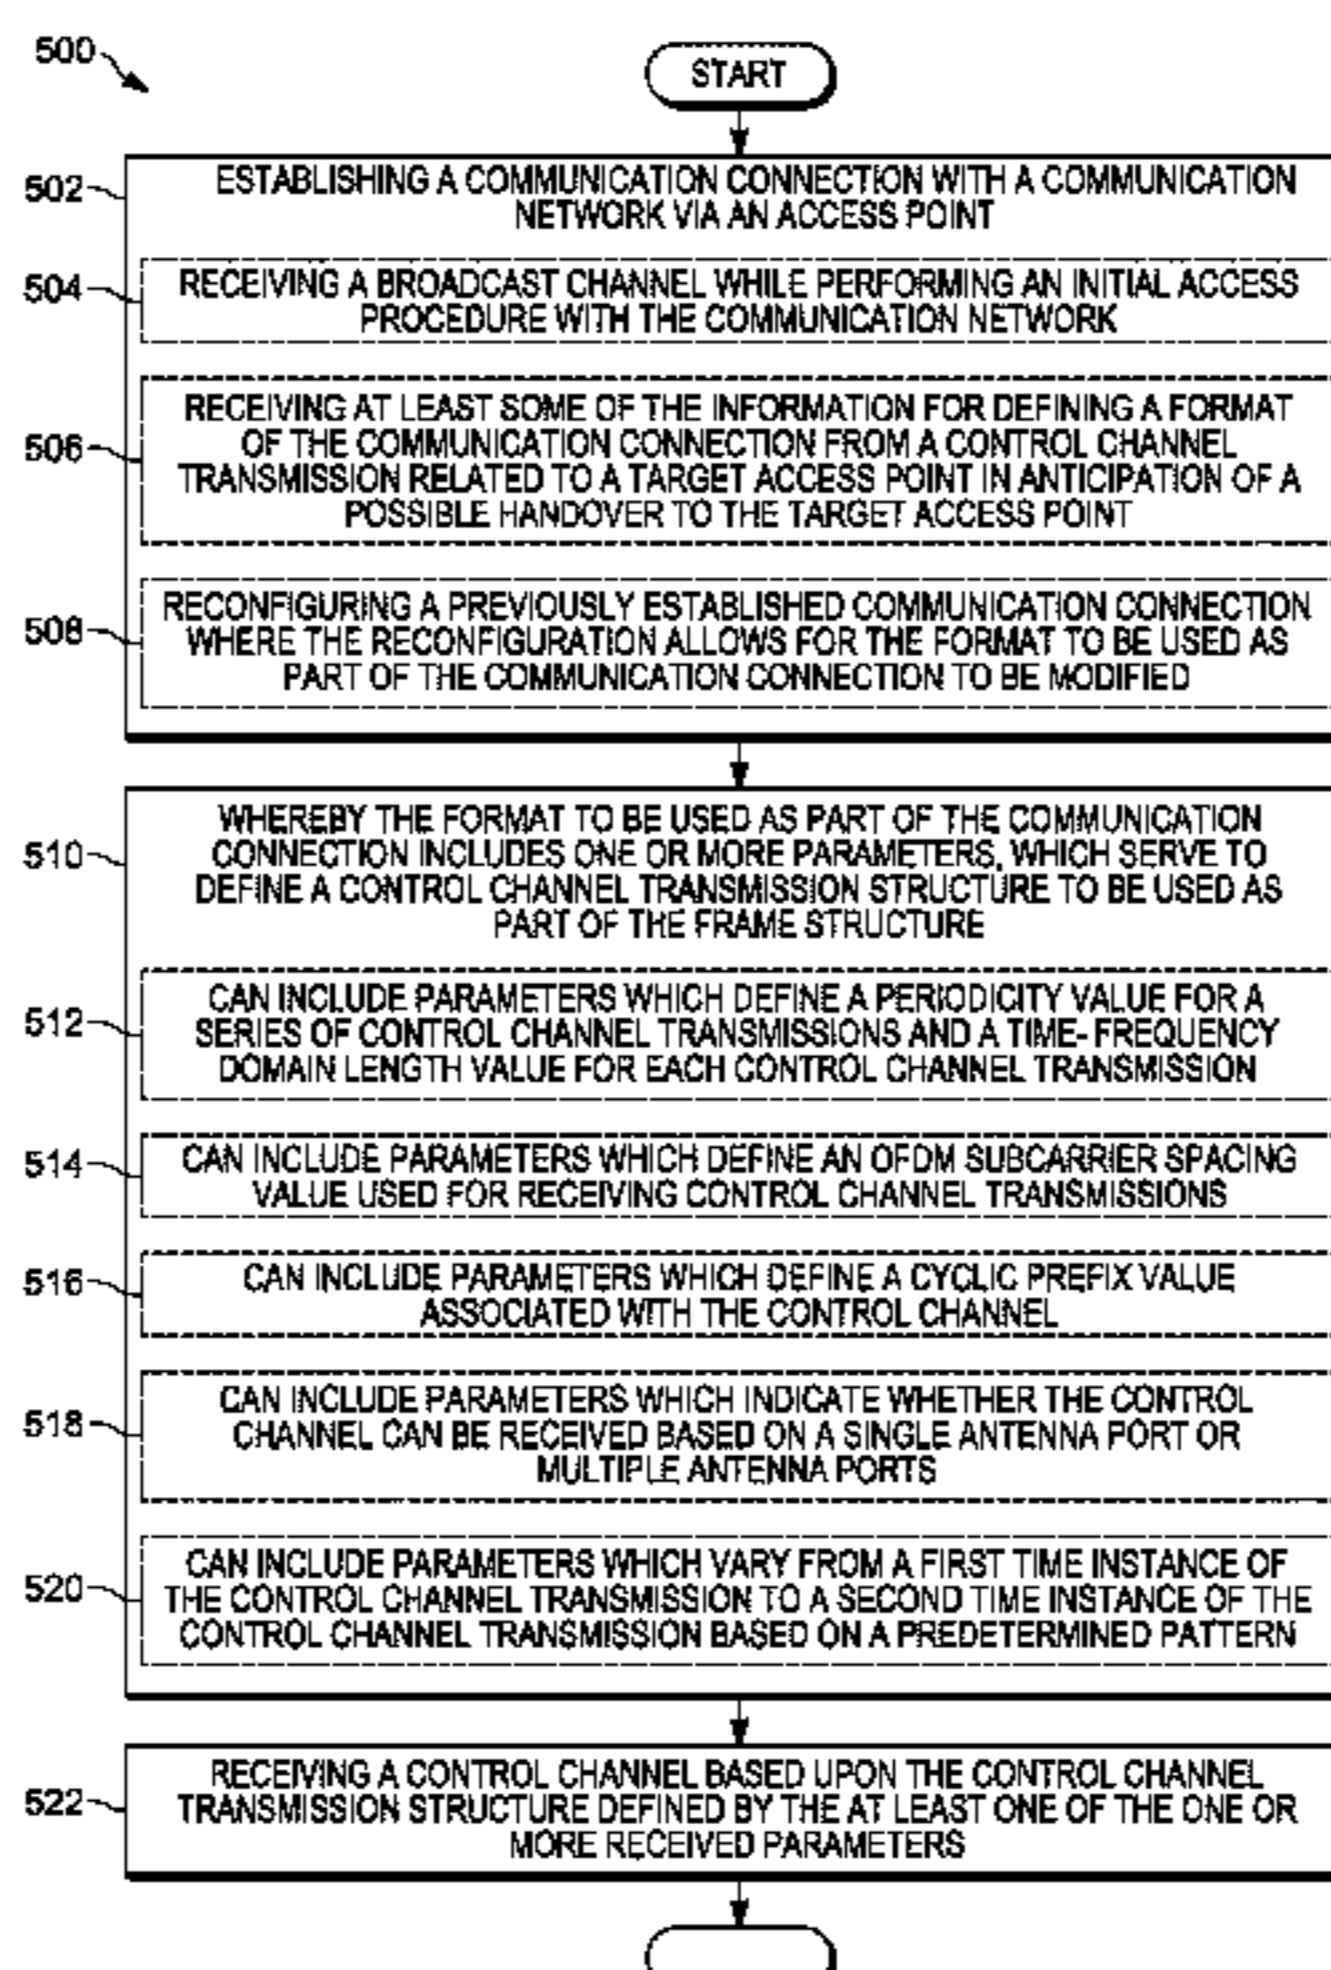 500
START
502
ESTABLISHING A COMMUNICATION CONNECTION WITH A COMMUNICATION
NETWORK VIA AN ACCESS POINT
504
RECEIVING A BROADCAST CHANNEL WHILE PERFORMING AN INITIAL ACCESS
PROCEDURE WITH THE COMMUNICATION NETWORK
506
RECEIVING AT LEAST SOME OF THE INFORMATION FOR DEFINING A FORMAT
OF THE COMMUNICATION CONNECTION FROM A CONTROL CHANNEL
TRANSMISSION RELATED TO A TARGET ACCESS POINT IN ANTICIPATION OF A
POSSIBLE HANDOVER TO THE TARGET ACCESS POINT
508
RECONFIGURING A PREVIOUSLY ESTABLISHED COMMUNICATION CONNECTION
WHERE THE RECONFIGURATION ALLOWS FOR THE FORMAT TO BE USED AS
PART OF THE COMMUNICATION CONNECTION TO BE MODIFIED
510
WHEREBY THE FORMAT TO BE USED AS PART OF THE COMMUNICATION
CONNECTION INCLUDES ONE OR MORE PARAMETERS, WHICH SERVE TO
DEFINE A CONTROL CHANNEL TRANSMISSION STRUCTURE TO BE USED AS
PART OF THE FRAME STRUCTURE
512
CAN INCLUDE PARAMETERS WHICH DEFINE A PERIODICITY VALUE FOR A
SERIES OF CONTROL CHANNEL TRANSMISSIONS AND A TIME- FREQUENCY
DOMAIN LENGTH VALUE FOR EACH CONTROL CHANNEL TRANSMISSION
514
CAN INCLUDE PARAMETERS WHICH DEFINE AN OFDM SUBCARRIER SPACING
VALUE USED FOR RECEIVING CONTROL CHANNEL TRANSMISSIONS
516
CAN INCLUDE PARAMETERS WHICH DEFINE A CYCLIC PREFIX VALUE
ASSOCIATED WITH THE CONTROL CHANNEL
518
CAN INCLUDE PARAMETERS WHICH INDICATE WHETHER THE CONTROL
CHANNEL CAN BE RECEIVED BASED ON A SINGLE ANTENNA PORT OR
MULTIPLE ANTENNA PORTS
520
CAN INCLUDE PARAMETERS WHICH VARY FROM A FIRST TIME INSTANCE OF
THE CONTROL CHANNEL TRANSMISSION TO A SECOND TIME INSTANCE OF THE
CONTROL CHANNEL TRANSMISSION BASED ON A PREDETERMINED PATTERN
522
RECEIVING A CONTROL CHANNEL BASED UPON THE CONTROL CHANNEL
TRANSMISSION STRUCTURE DEFINED BY THE AT LEAST ONE OF THE ONE OR
MORE RECEIVED PARAMETERS